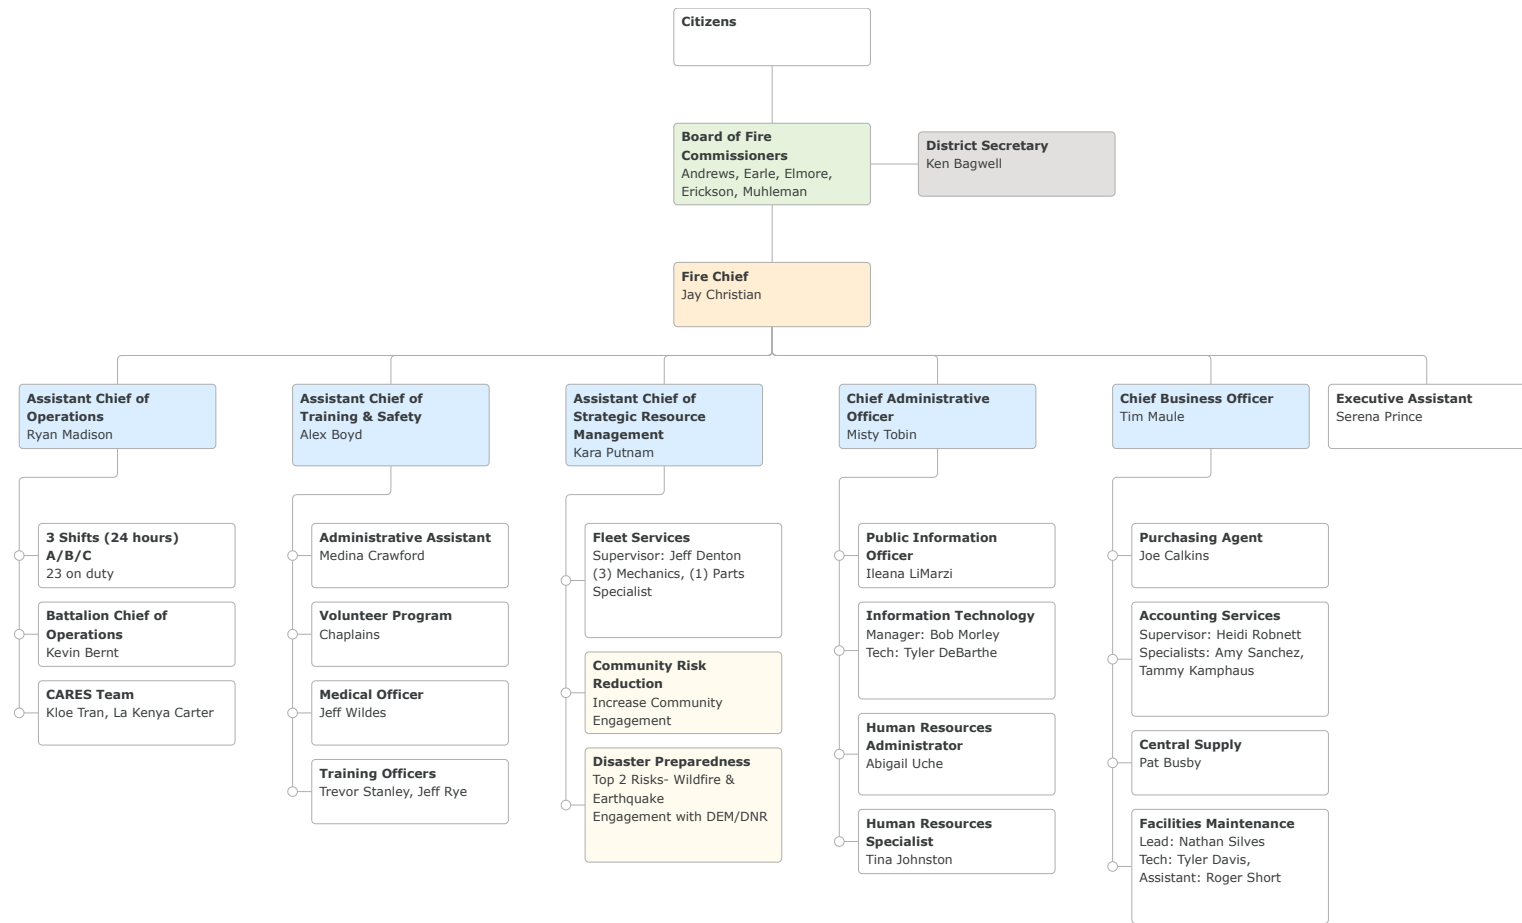 Citizens
Board of Fire
Commissioners
Andrews, Earle, Elmore,
Erickson, Muhleman
District Secretary
Ken Bagwell
Fire Chief
Jay Christian
Assistant Chief of
Operations
Ryan Madison
Assistant Chief of
Training & Safety
Alex Boyd
Assistant Chief of
Strategic Resource
Management
Kara Putnam
Chief Administrative
Officer
Misty Tobin
Chief Business Officer
Tim Maule
Executive Assistant
Serena Prince
3 Shifts (24 hours)
A/B/C
23 on duty
Battalion Chief of
Operations
Kevin Bernt
CARES Team
Kloe Tran, La Kenya Carter
Administrative Assistant
Medina Crawford
Volunteer Program
Chaplains
Medical Officer
Jeff Wildes
Training Officers
Trevor Stanley, Jeff Rye
Fleet Services
Supervisor: Jeff Denton
(3) Mechanics, (1) Parts
Specialist
Community Risk
Reduction
Increase Community
Engagement
Disaster Preparedness
Top 2 Risks- Wildfire &
Earthquake
Engagement with DEM/DNR
Public Information
Officer
Ileana LiMarzi
Information Technology
Manager: Bob Morley
Tech: Tyler DeBarthe
Human Resources
Administrator
Abigail Uche
Human Resources
Specialist
Tina Johnston
Purchasing Agent
Joe Calkins
Accounting Services
Supervisor: Heidi Robnett
Specialists: Amy Sanchez,
Tammy Kamphaus
Central Supply
Pat Busby
Facilities Maintenance
Lead: Nathan Silves
Tech: Tyler Davis,
Assistant: Roger Short